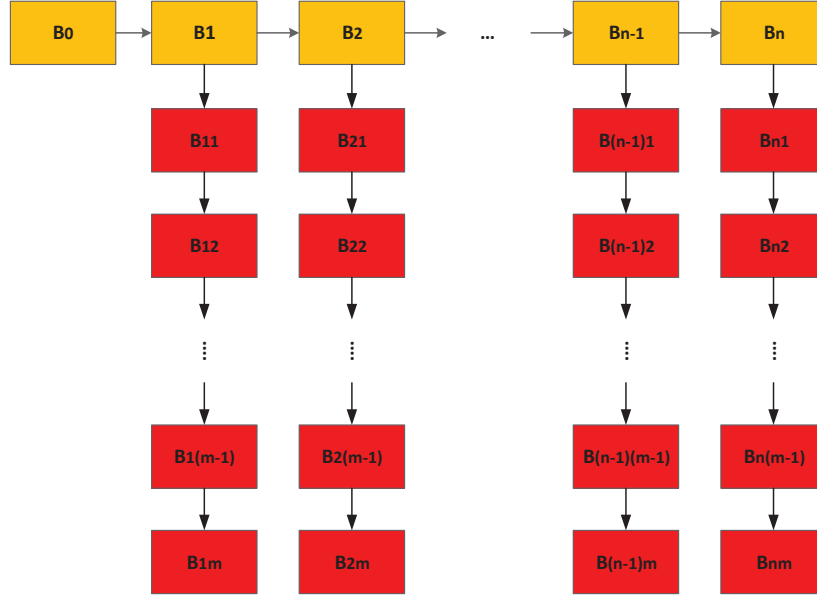 B0 B1 B2 ... Bn-1 Bn
B11 B21 B(n-1)1 Bn1
B12 B22 B(n-1)2 Bn2
.... .... .... ....
B1(m-1) B2(m-1) B(n-1)(m-1) Bn(m-1)
B1m B2m B(n-1)m Bnm